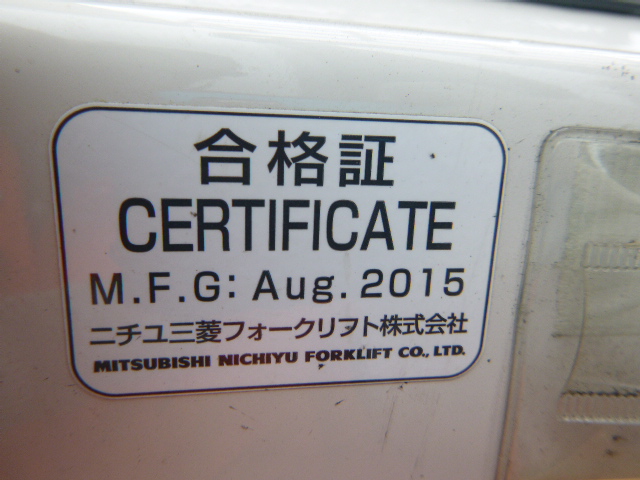 合格証
CERTIFICATE
M.F.G: Aug. 2015
ニチユ三菱フォークリフト株式会社
MITSUBISHI NICHIYU FORKLIFT CO., LTD.